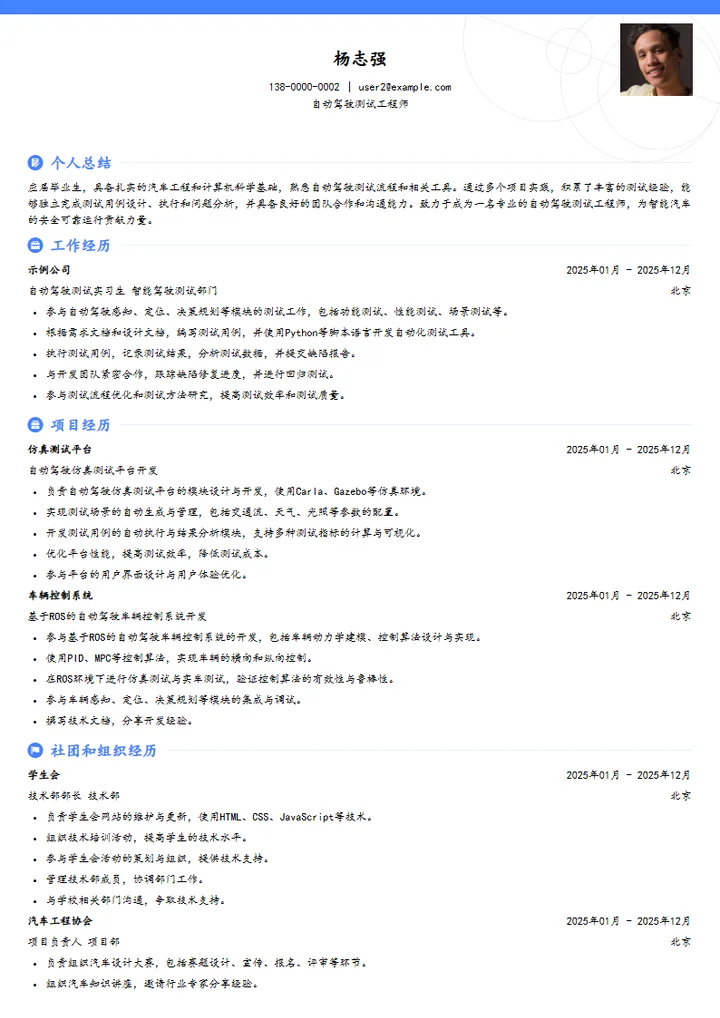 杨志强
138-0000-0002 | user2@example.com
自动驾驶测试工程师
个人总结
应届毕业生，具备扎实的汽车工程和计算机科学基础，熟悉自动驾驶测试流程和相关工具。通过多个项目实践，积累了丰富的测试经验，能
够独立完成测试用例设计、执行和问题分析，并具备良好的团队合作和沟通能力。致力于成为一名专业的自动驾驶测试工程师，为智能汽车
的安全可靠运行贡献力量。
工作经历
示例公司 2025年01月 - 2025年12月
自动驾驶测试实习生 智能驾驶测试部门 北京
• 参与自动驾驶感知、定位、决策规划等模块的测试工作，包括功能测试、性能测试、场景测试等。
• 根据需求文档和设计文档，编写测试用例，并使用Python等脚本语言开发自动化测试工具。
• 执行测试用例，记录测试结果，分析测试数据，并提交缺陷报告。
• 与开发团队紧密合作，跟踪缺陷修复进度，并进行回归测试。
• 参与测试流程优化和测试方法研究，提高测试效率和测试质量。
项目经历
仿真测试平台 2025年01月 - 2025年12月
自动驾驶仿真测试平台开发 北京
• 负责自动驾驶仿真测试平台的模块设计与开发，使用Carla、Gazebo等仿真环境。
• 实现测试场景的自动生成与管理，包括交通流、天气、光照等参数的配置。
• 开发测试用例的自动执行与结果分析模块，支持多种测试指标的计算与可视化。
• 优化平台性能，提高测试效率，降低测试成本。
• 参与平台的用户界面设计与用户体验优化。
车辆控制系统 2025年01月 - 2025年12月
基于ROS的自动驾驶车辆控制系统开发 北京
• 参与基于ROS的自动驾驶车辆控制系统的开发，包括车辆动力学建模、控制算法设计与实现。
• 使用PID、MPC等控制算法，实现车辆的横向和纵向控制。
• 在ROS环境下进行仿真测试与实车测试，验证控制算法的有效性与鲁棒性。
• 参与车辆感知、定位、决策规划等模块的集成与调试。
• 撰写技术文档，分享开发经验。
社团和组织经历
学生会 2025年01月 - 2025年12月
技术部部长 技术部 北京
• 负责学生会网站的维护与更新，使用HTML、CSS、JavaScript等技术。
• 组织技术培训活动，提高学生的技术水平。
• 参与学生会活动的策划与组织，提供技术支持。
• 管理技术部成员，协调部门工作。
• 与学校相关部门沟通，争取技术支持。
汽车工程协会 2025年01月 - 2025年12月
项目负责人 项目部 北京
• 负责组织汽车设计大赛，包括赛题设计、宣传、报名、评审等环节。
• 组织汽车知识讲座，邀请行业专家分享经验。